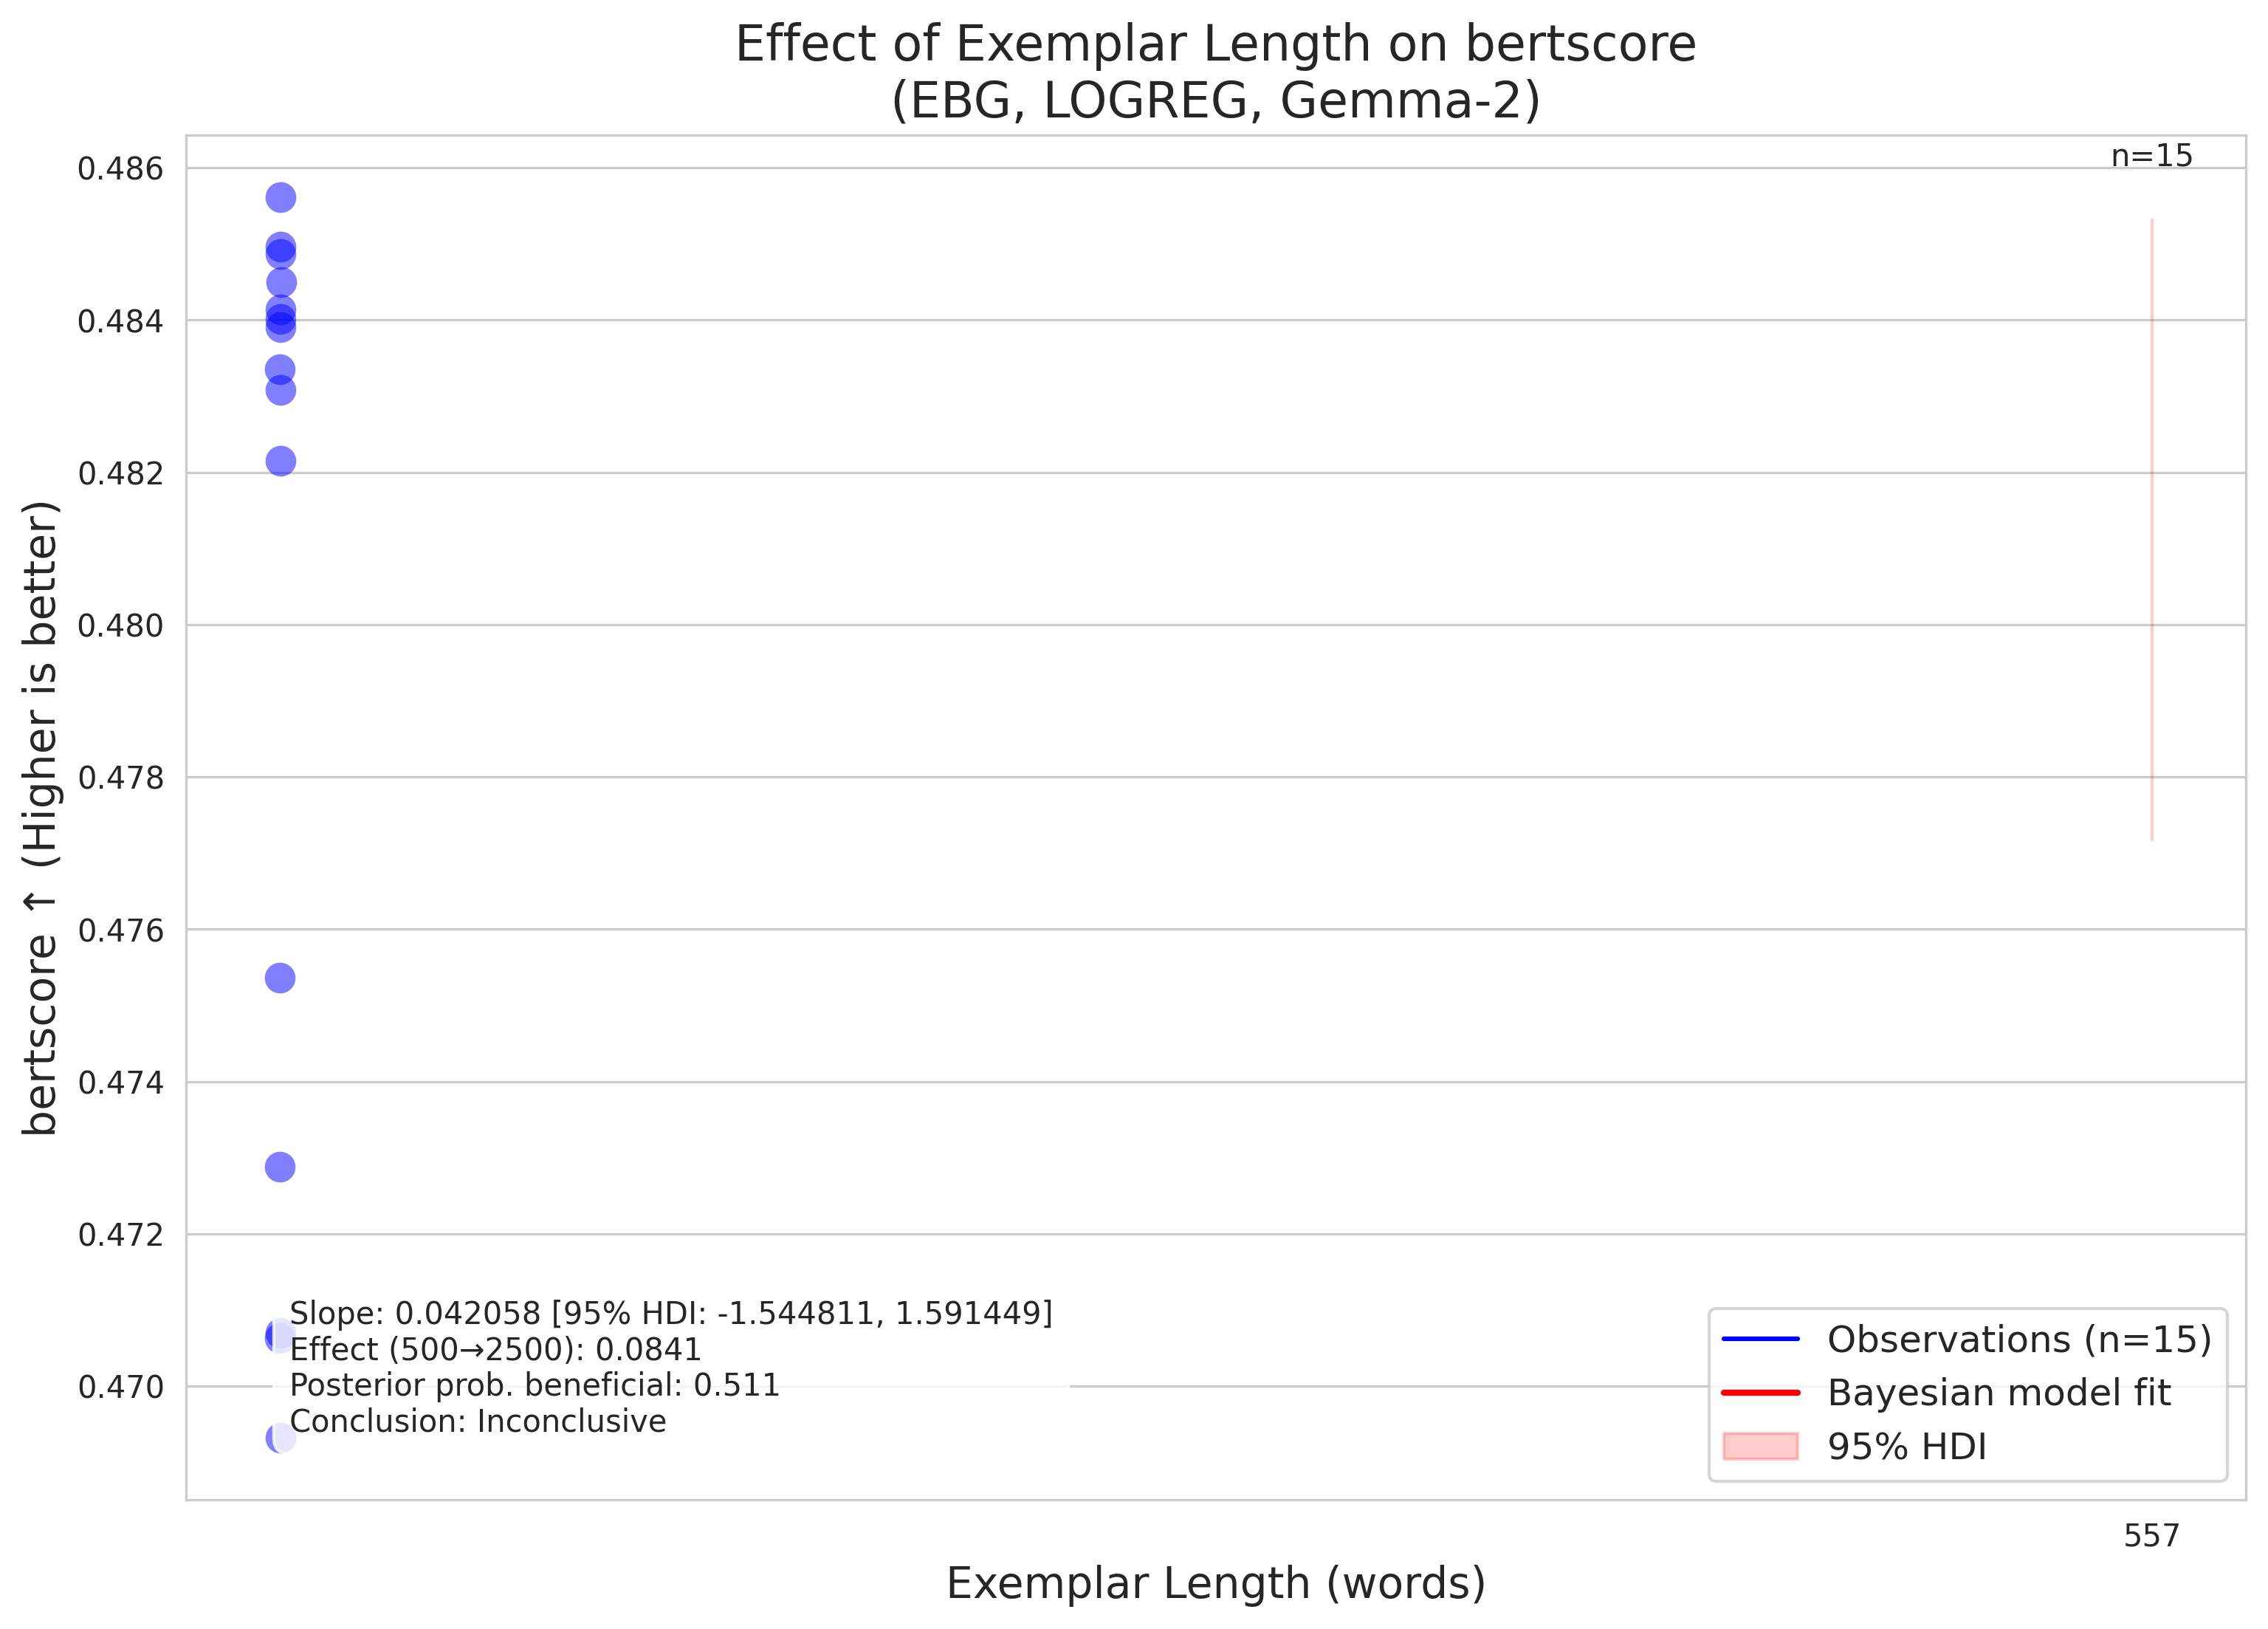 Effect of Exemplar Length on bertscore
(EBG, LOGREG, Gemma-2)
n=15
0.486
0.484
0.482
0.480
0.478
0.476
0.474
0.472
0.470
bertscore ↑ (Higher is better)
Slope: 0.042058 [95% HDI: -1.544811, 1.591449]
Effect (500→2500): 0.0841
Posterior prob. beneficial: 0.511
Conclusion: Inconclusive
Observations (n=15)
Bayesian model fit
95% HDI
557
Exemplar Length (words)